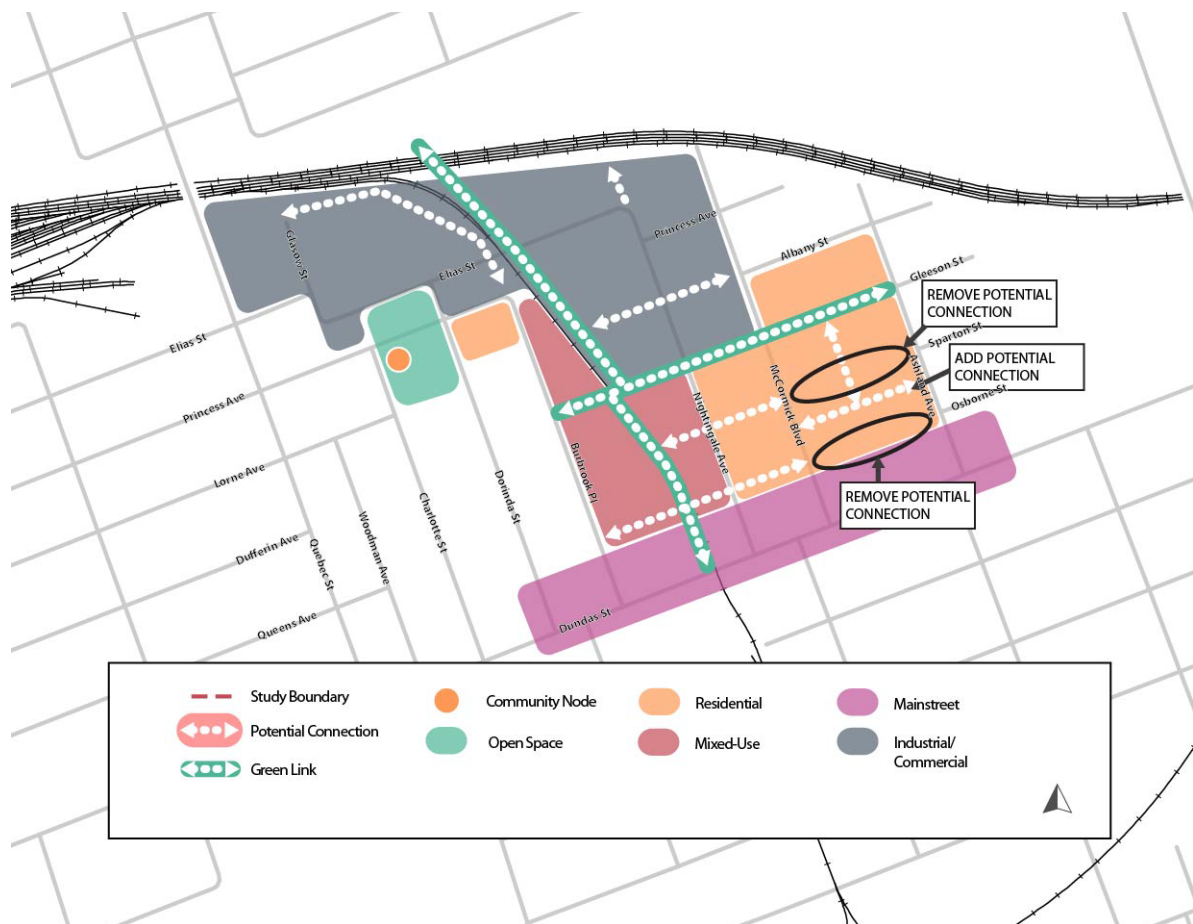 Princess Ave
Albany St
Glasow St
Elias St
Gleeson St
REMOVE POTENTIAL
CONNECTION
Sparton St
Elias St
ADD POTENTIAL
CONNECTION
Ashland Ave
Osborne St
McCormick Blvd
Nightingale Ave
Princess Ave
Burbrook Pl
Lorne Ave
Dorinda St
Charlotte St
REMOVE POTENTIAL
CONNECTION
Woodman Ave
Dufferin Ave
Quebec St
Queens Ave
Dundas St
Study Boundary
Community Node
Residential
Mainstreet
Potential Connection
Open Space
Mixed-Use
Industrial/
Commercial
Green Link